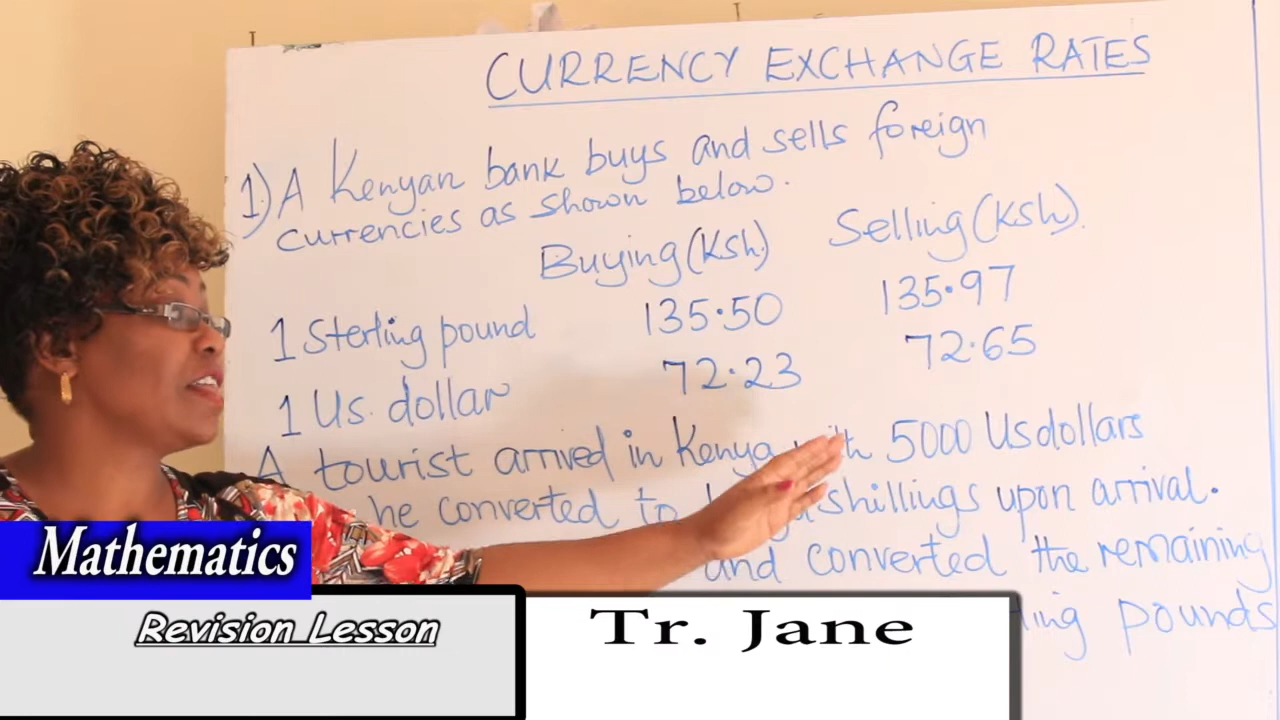 CURRENCY EXCHANGE RATES
1) A Kenyan bank buys and sells foreign
currencies as shown below.
Buying (Ksh) Selling (Ksh).
1 Sterling pound 135.50 135.97
1 Us. dollar 72.23 72.65
A tourist arrived in Kenya 5000 Us dollars
he converted to shillings upon arrival.
and converted the remaining
pounds
Mathematics
Revision Lesson
Tr. Jane